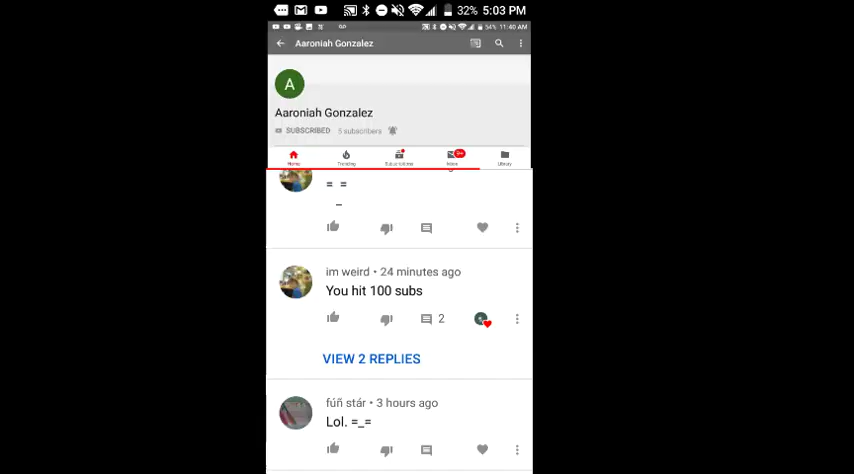 32% 5:03 PM
54% 11:40 AM
Aaroniah Gonzalez
A
Aaroniah Gonzalez
SUBSCRIBED 5 subscribers
9+
Home Trending Subscriptions Inbox Library
= =
_
im weird • 24 minutes ago
You hit 100 subs
2
VIEW 2 REPLIES
fúñ stár • 3 hours ago
Lol. =_=